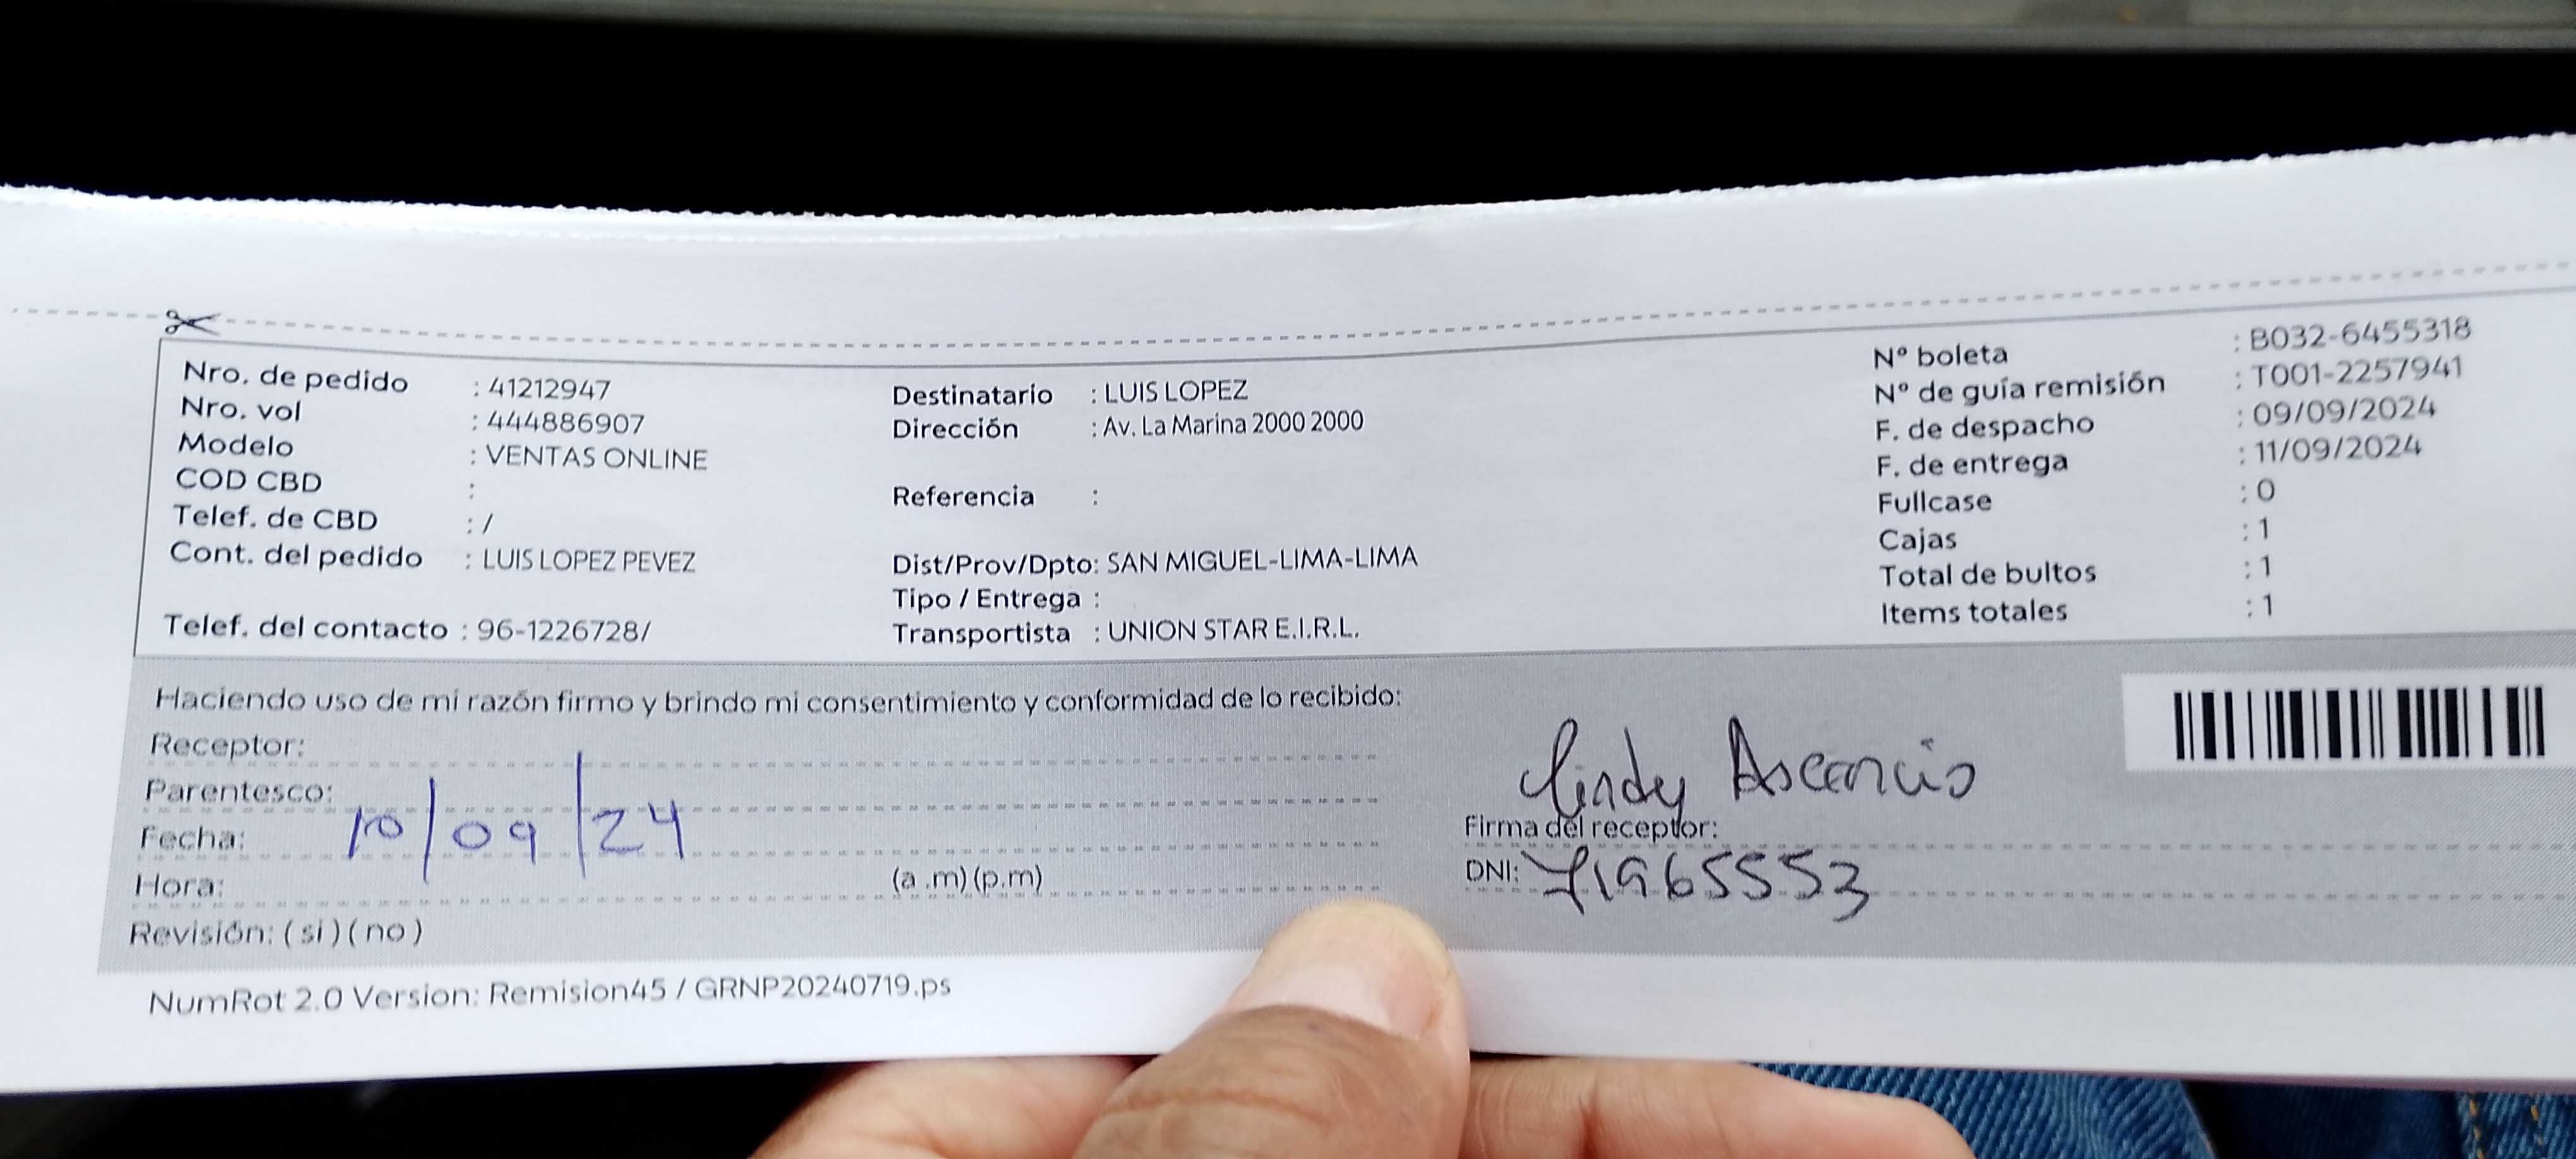 Nro. de pedido : 41212947
Nro. vol : 444886907
Modelo : VENTAS ONLINE
COD CBD :
Telef. de CBD : /
Cont. del pedido : LUIS LOPEZ PEVEZ
Telef. del contacto : 96-1226728/
Destinatario : LUIS LOPEZ
Dirección : Av. La Marina 2000 2000
Referencia :
Dist/Prov/Dpto: SAN MIGUEL-LIMA-LIMA
Tipo / Entrega :
Transportista : UNION STAR E.I.R.L.
N° boleta : B032-6455318
N° de guía remisión : T001-2257941
F. de despacho : 09/09/2024
F. de entrega : 11/09/2024
Fullcase : 0
Cajas : 1
Total de bultos : 1
Items totales : 1
Haciendo uso de mi razón firmo y brindo mi consentimiento y conformidad de lo recibido:
Receptor:
Parentesco:
Fecha: 10/09/24
Hora: (a .m) (p.m)
Revisión: ( si ) ( no )
Cindy Ascencio
Firma del receptor:
DNI: 71965553
NumRot 2.0 Version: Remision45 / GRNP20240719.ps